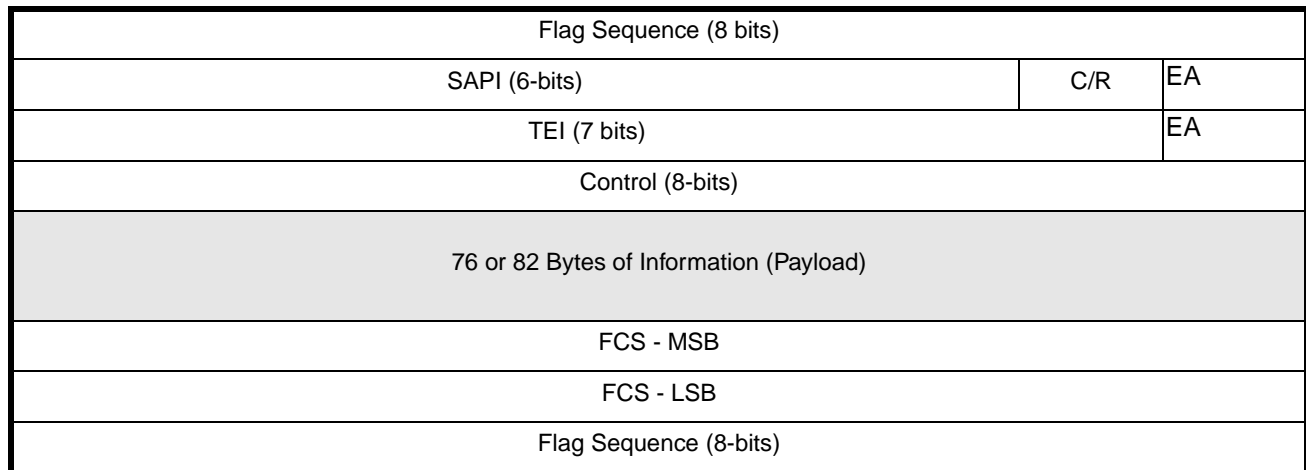 Flag Sequence (8 bits)
SAPI (6-bits) C/R EA
TEI (7 bits) EA
Control (8-bits)
76 or 82 Bytes of Information (Payload)
FCS - MSB
FCS - LSB
Flag Sequence (8-bits)